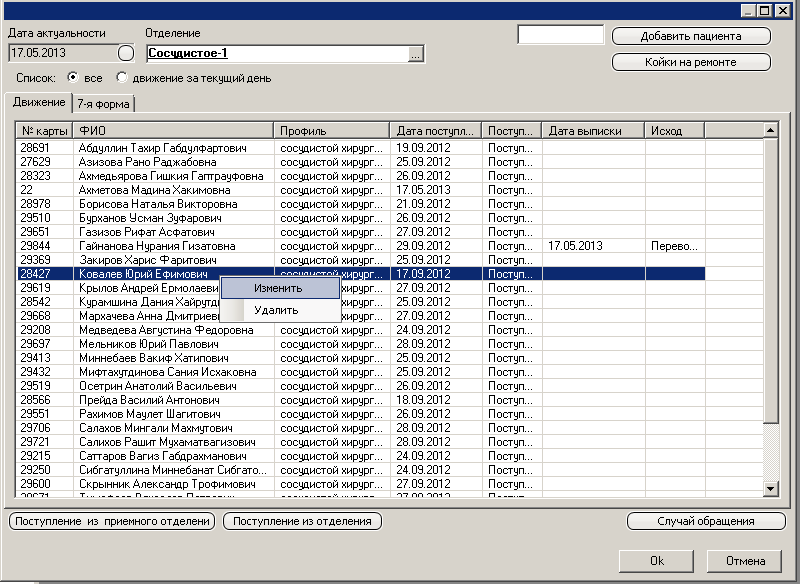 Дата актуальности Отделение
17.05.2013 Сосудистое-1 ... Добавить пациента
Койки на ремонте
Список: все движение за текущий день
Движение 7-я форма
№ карты ФИО Профиль Дата поступл... Поступ... Дата выписки Исход
28691 Абдуллин Тахир Габдулфартович сосудистой хирург... 19.09.2012 Поступ...
27629 Азизова Рано Раджабовна сосудистой хирург... 25.09.2012 Поступ...
28323 Ахмедьярова Гишкия Гаптрауфовна сосудистой хирург... 26.09.2012 Поступ...
22 Ахметова Мадина Хакимовна сосудистой хирург... 17.05.2013 Поступ...
28978 Борисова Наталья Викторовна сосудистой хирург... 21.09.2012 Поступ...
29510 Бурханов Усман Зуфарович сосудистой хирург... 26.09.2012 Поступ...
29651 Газизов Рифат Асфатович сосудистой хирург... 27.09.2012 Поступ...
29844 Гайнанова Нурания Гизатовна сосудистой хирург... 29.09.2012 Поступ... 17.05.2013 Перево...
29369 Закиров Харис Фаритович сосудистой хирург... 25.09.2012 Поступ...
28427 Ковалев Юрий Ефимович сосудистой хирург... 17.09.2012 Поступ...
29619 Крылов Андрей Ермолаеви Изменить 27.09.2012 Поступ...
28542 Курамшина Дания Хайрутд 25.09.2012 Поступ...
29668 Мархачева Анна Дмитриев Удалить 27.09.2012 Поступ...
29208 Медведева Августина Федоровна сосудистой хирург... 24.09.2012 Поступ...
29697 Мельников Юрий Павлович сосудистой хирург... 28.09.2012 Поступ...
29413 Миннебаев Вакиф Хатипович сосудистой хирург... 25.09.2012 Поступ...
29432 Мифтахутдинова Сания Исхаковна сосудистой хирург... 25.09.2012 Поступ...
29519 Осетрин Анатолий Васильевич сосудистой хирург... 26.09.2012 Поступ...
28566 Прейда Василий Антонович сосудистой хирург... 18.09.2012 Поступ...
29551 Рахимов Маулет Шагитович сосудистой хирург... 26.09.2012 Поступ...
29706 Салахов Мингали Махмутович сосудистой хирург... 28.09.2012 Поступ...
29721 Салихов Рашит Мухаматвагизович сосудистой хирург... 28.09.2012 Поступ...
29215 Саттаров Вагиз Габдрахманович сосудистой хирург... 24.09.2012 Поступ...
29250 Сибгатуллина Миннебанат Сибгато... сосудистой хирург... 24.09.2012 Поступ...
29600 Скрынник Александр Трофимович сосудистой хирург... 27.09.2012 Поступ...
Поступление из приемного отделени Поступление из отделения Случай обращения
Ok Отмена